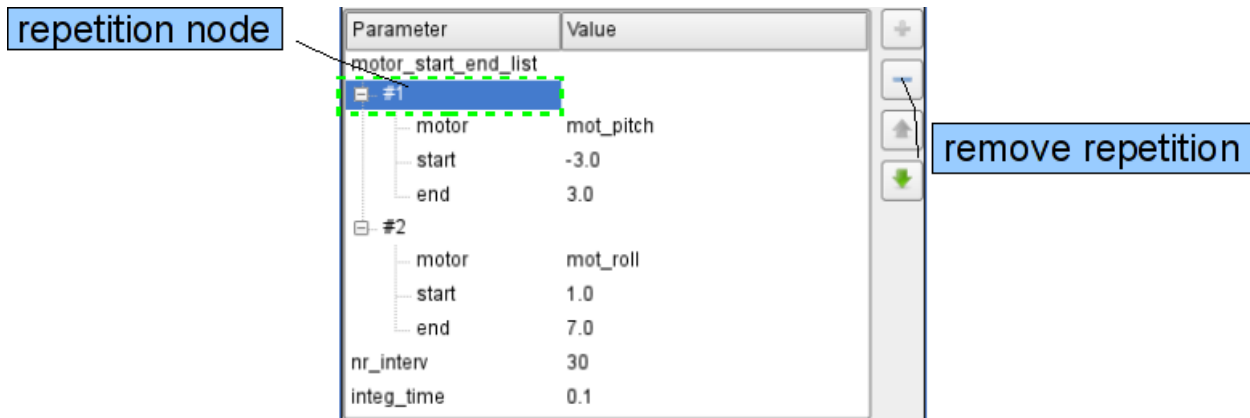 repetition node
Parameter Value
motor_start_end_list
#1
motor mot_pitch
start -3.0
remove repetition
end 3.0
#2
motor mot_roll
start 1.0
end 7.0
nr_interv 30
integ_time 0.1